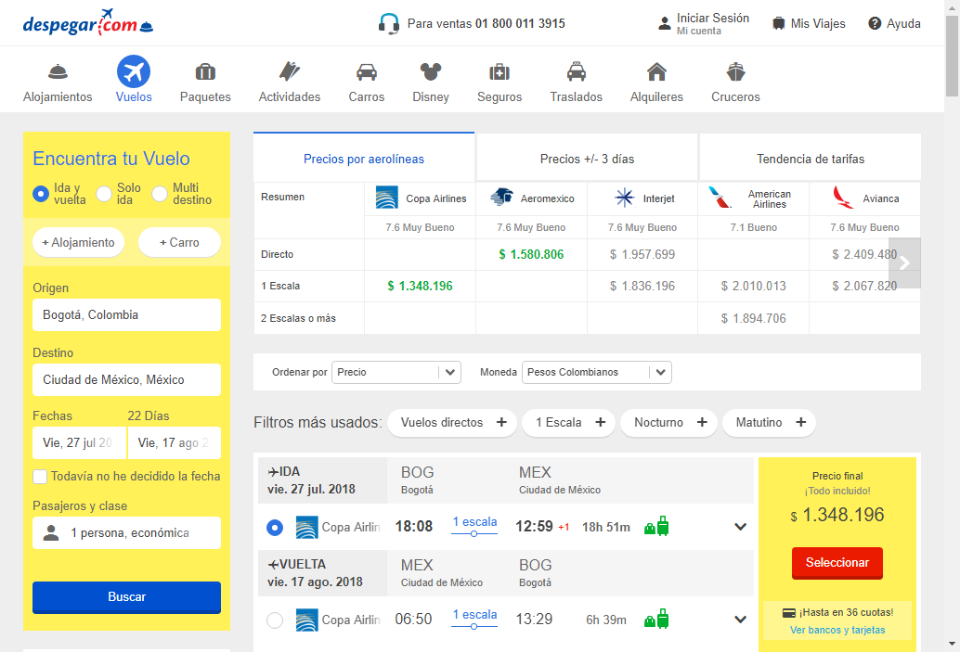 despegar.com
Para ventas 01 800 011 3915
Iniciar Sesión
Mi cuenta
Mis Viajes
Ayuda
Alojamientos
Vuelos
Paquetes
Actividades
Carros
Disney
Seguros
Traslados
Alquileres
Cruceros
Encuentra tu Vuelo
Ida y vuelta
Solo ida
Multi destino
+ Alojamiento
+ Carro
Origen
Bogotá, Colombia
Destino
Ciudad de México, México
Fechas
22 Días
Vie, 27 jul 20
Vie, 17 ago 2
Todavía no he decidido la fecha
Pasajeros y clase
1 persona, económica
Buscar
Precios por aerolíneas
Precios +/- 3 días
Tendencia de tarifas
Resumen
Copa Airlines
Aeromexico
Interjet
American Airlines
Avianca
7.6 Muy Bueno
7.6 Muy Bueno
7.6 Muy Bueno
7.1 Bueno
7.6 Muy Bueno
Directo
$ 1.580.806
$ 1.957.699
$ 2.409.480
1 Escala
$ 1.348.196
$ 1.836.196
$ 2.010.013
$ 2.067.820
2 Escalas o más
$ 1.894.706
Ordenar por
Precio
Moneda
Pesos Colombianos
Filtros más usados:
Vuelos directos +
1 Escala +
Nocturno +
Matutino +
IDA
vie. 27 jul. 2018
BOG
Bogotá
MEX
Ciudad de México
Copa Airlin
18:08
1 escala
12:59 +1
18h 51m
VUELTA
vie. 17 ago. 2018
MEX
Ciudad de México
BOG
Bogotá
Copa Airlin
06:50
1 escala
13:29
6h 39m
Precio final
¡Todo incluido!
$ 1.348.196
Seleccionar
¡Hasta en 36 cuotas!
Ver bancos y tarjetas